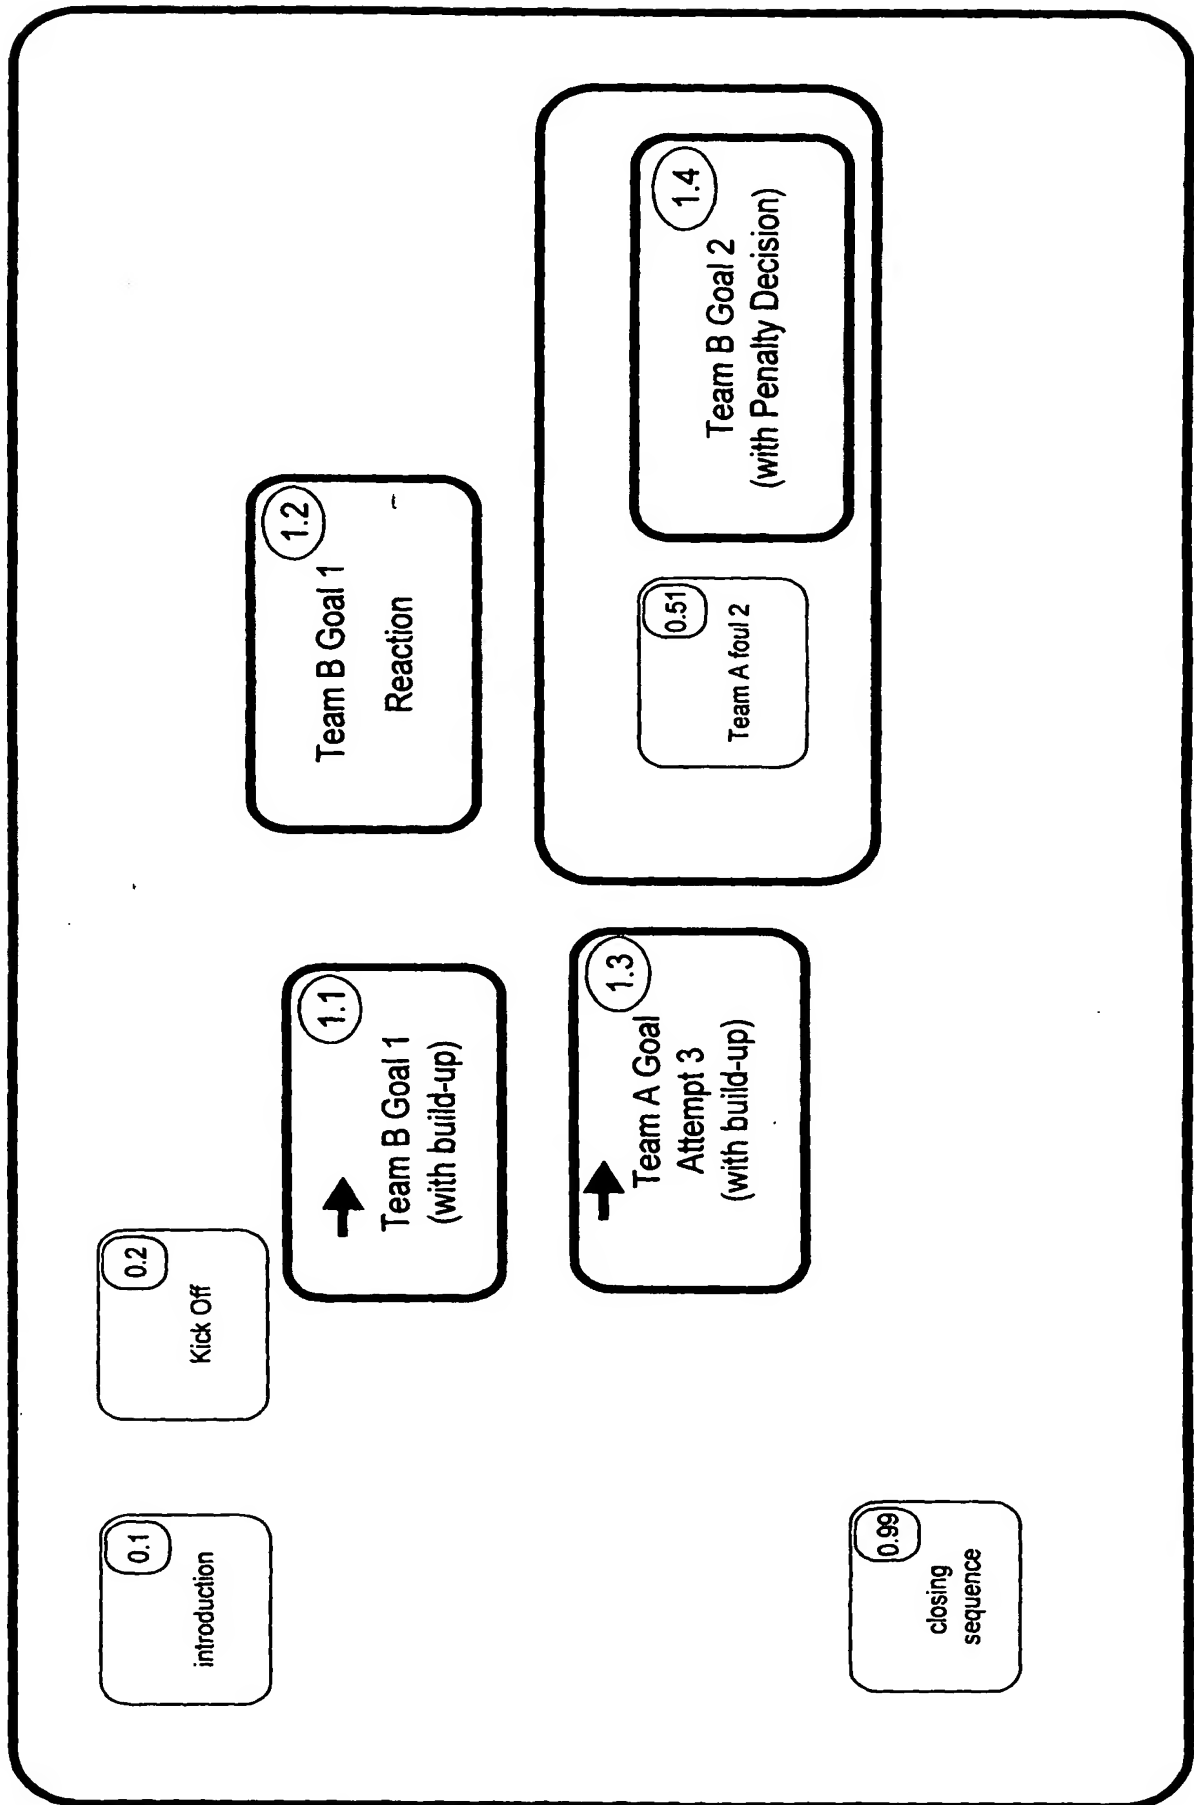 0.1
introduction
0.2
Kick Off
1.1
Team B Goal 1
(with build-up)
1.2
Team B Goal 1
Reaction
1.3
Team A Goal
Attempt 3
(with build-up)
0.51
Team A foul 2
1.4
Team B Goal 2
(with Penalty Decision)
0.99
closing
sequence